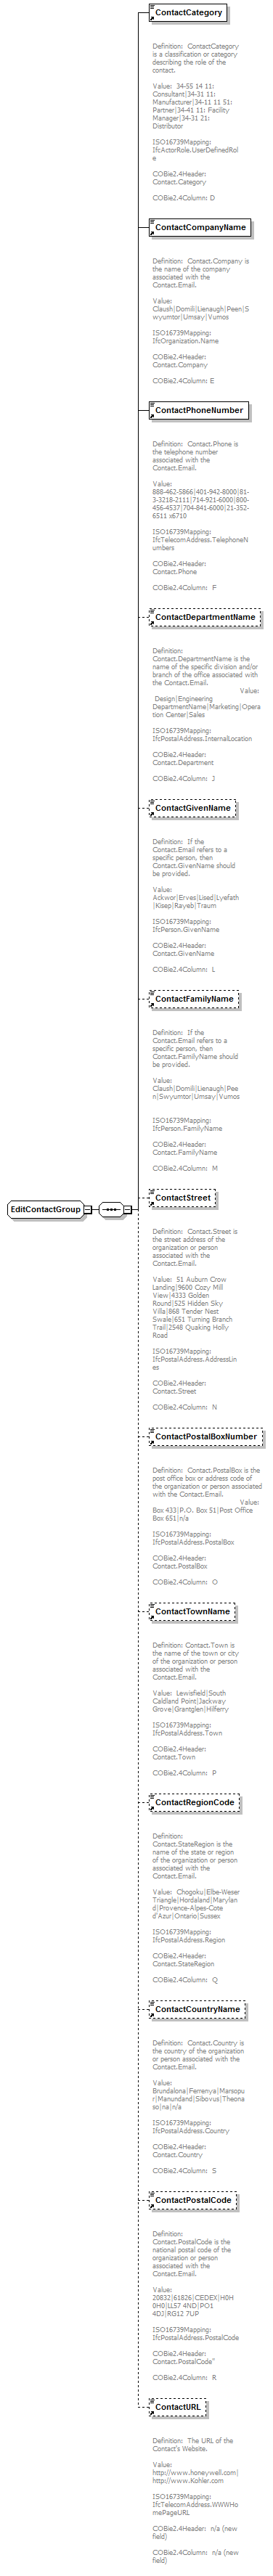 ContactCategory
Definition:  ContactCategory
is a classification or category
describing the role of the
contact.
Value:  34-55 14 11:
Consultant|34-31 11:
Manufacturer|34-11 11 51:
Partner|34-41 11: Facility
Manager|34-31 21:
Distributor
ISO16739Mapping:
IfcActorRole.UserDefinedRol
e
COBie2.4Header:
Contact.Category
COBie2.4Column: D
ContactCompanyName
Definition:  Contact.Company is
the name of the company
associated with the
Contact.Email.
Value:
Claush|Domili|Lienaugh|Peen|S
wyumtor|Umsay|Vumos
ISO16739Mapping:
IfcOrganization.Name
COBie2.4Header:
Contact.Company
COBie2.4Column: E
ContactPhoneNumber
Definition:  Contact.Phone is
the telephone number
associated with the
Contact.Email.
Value:
888-462-5866|401-942-8000|81-
3-3218-2111|714-921-6000|800-
456-4537|704-841-6000|21-352-
6511 x6710
ISO16739Mapping:
IfcTelecomAddress.TelephoneN
umbers
COBie2.4Header:
Contact.Phone
COBie2.4Column:  F
ContactDepartmentName
Definition:
Contact.DepartmentName is the
name of the specific division and/or
branch of the office associated with
the Contact.Email.
Value:
Design|Engineering
DepartmentName|Marketing|Opera
tion Center|Sales
ISO16739Mapping:
IfcPostalAddress.InternalLocation
COBie2.4Header:
Contact.Department
COBie2.4Column:  J
ContactGivenName
Definition:  If the
Contact.Email refers to a
specific person, then
Contact.GivenName should
be provided.
Value:
Ackwor|Erves|Lised|Lyefath
|Kisep|Rayeb|Traum
ISO16739Mapping:
IfcPerson.GivenName
COBie2.4Header:
Contact.GivenName
COBie2.4Column:  L
ContactFamilyName
Definition:  If the
Contact.Email refers to a
specific person, then
Contact.FamilyName should
be provided.
Value:
Claush|Domili|Lienaugh|Pee
n|Swyumtor|Umsay|Vumos
ISO16739Mapping:
IfcPerson.FamilyName
COBie2.4Header:
Contact.FamilyName
COBie2.4Column:  M
EditContactGroup
ContactStreet
Definition:  Contact.Street is
the street address of the
organization or person
associated with the
Contact.Email.
Value:  51 Auburn Crow
Landing|9600 Cozy Mill
View|4333 Golden
Round|525 Hidden Sky
Villa|868 Tender Nest
Swale|651 Turning Branch
Trail|2548 Quaking Holly
Road
ISO16739Mapping:
IfcPostalAddress.AddressLin
es
COBie2.4Header:
Contact.Street
COBie2.4Column:  N
ContactPostalBoxNumber
Definition:  Contact.PostalBox is the
post office box or address code of
the organization or person associated
with the Contact.Email.
Value:
Box 433|P.O. Box 51|Post Office
Box 651|n/a
ISO16739Mapping:
IfcPostalAddress.PostalBox
COBie2.4Header:
Contact.PostalBox
COBie2.4Column:  O
ContactTownName
Definition: Contact.Town is
the name of the town or city
of the organization or person
associated with the
Contact.Email.
Value:  Lewisfield|South
Caldland Point|Jackway
Grove|Grantglen|Hilferry
ISO16739Mapping:
IfcPostalAddress.Town
COBie2.4Header:
Contact.Town
COBie2.4Column:  P
ContactRegionCode
Definition:
Contact.StateRegion is the
name of the state or region
of the organization or person
associated with the
Contact.Email.
Value:  Chogoku|Elbe-Weser
Triangle|Hordaland|Marylan
d|Provence-Alpes-Cote
d'Azur|Ontario|Sussex
ISO16739Mapping:
IfcPostalAddress.Region
COBie2.4Header:
Contact.StateRegion
COBie2.4Column:  Q
ContactCountryName
Definition:  Contact.Country is
the country of the organization
or person associated with the
Contact.Email.
Value:
Brundalona|Ferrenya|Marsopu
r|Manundand|Sibovus|Theona
so|na|n/a
ISO16739Mapping:
IfcPostalAddress.Country
COBie2.4Header:
Contact.Country
COBie2.4Column:  S
ContactPostalCode
Definition:
Contact.PostalCode is the
national postal code of the
organization or person
associated with the
Contact.Email.
Value:
20832|61826|CEDEX|H0H
0H0|LL57 4ND|PO1
4DJ|RG12 7UP
ISO16739Mapping:
IfcPostalAddress.PostalCode
COBie2.4Header:
Contact.PostalCode"
COBie2.4Column:  R
ContactURL
Definition:  The URL of the
Contact's Website.
Value:
http://www.honeywell.com|
http://www.Kohler.com
ISO16739Mapping:
IfcTelecomAddress.WWWHo
mePageURL
COBie2.4Header:  n/a (new
field)
COBie2.4Column:  n/a (new
field)